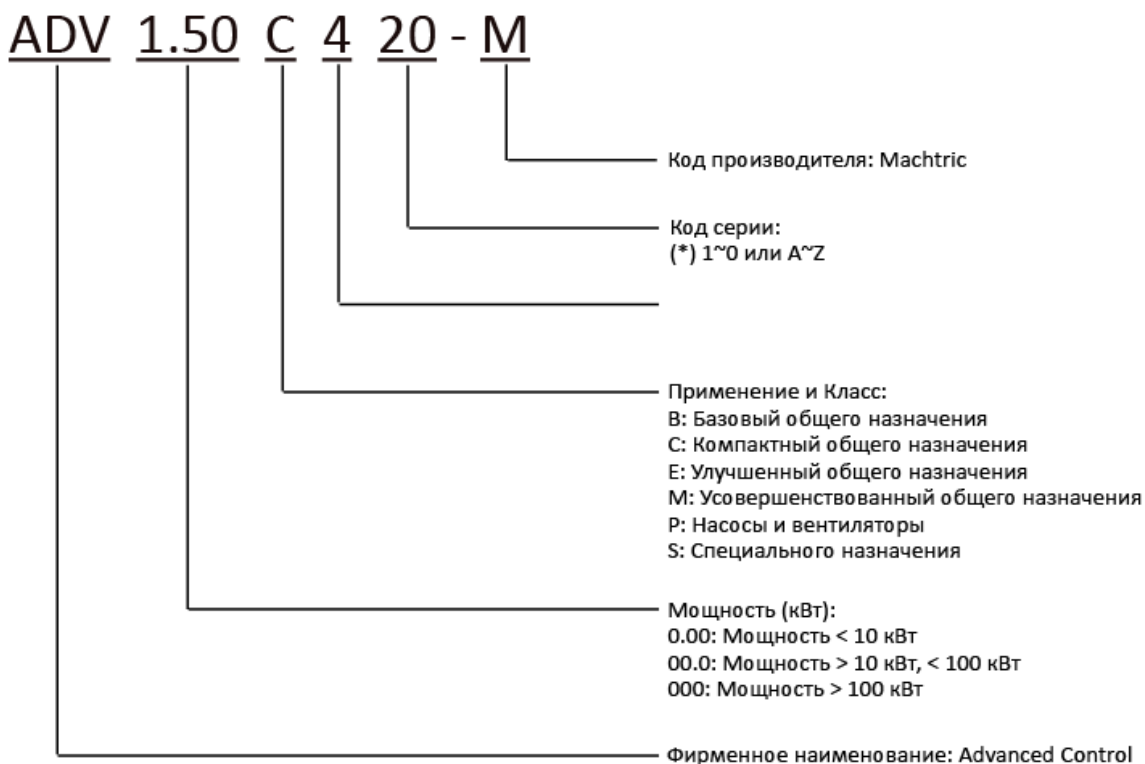 ADV 1.50 C 4 20 - M
Код производителя: Machtric
Код серии:
(*) 1~0 или A~Z
Применение и Класс:
B: Базовый общего назначения
C: Компактный общего назначения
E: Улучшенный общего назначения
M: Усовершенствованный общего назначения
P: Насосы и вентиляторы
S: Специального назначения
Мощность (кВт):
0.00: Мощность < 10 кВт
00.0: Мощность > 10 кВт, < 100 кВт
000: Мощность > 100 кВт
Фирменное наименование: Advanced Control